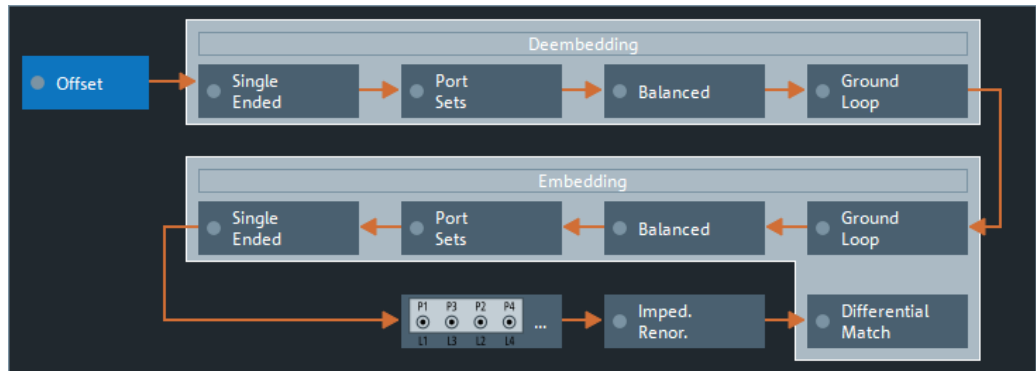 Deembedding
Offset
Single
Ended
Port
Sets
Balanced
Ground
Loop
Embedding
Single
Ended
Port
Sets
Balanced
Ground
Loop
P1 P3 P2 P4
...
L1 L3 L2 L4
Imped.
Renor.
Differential
Match